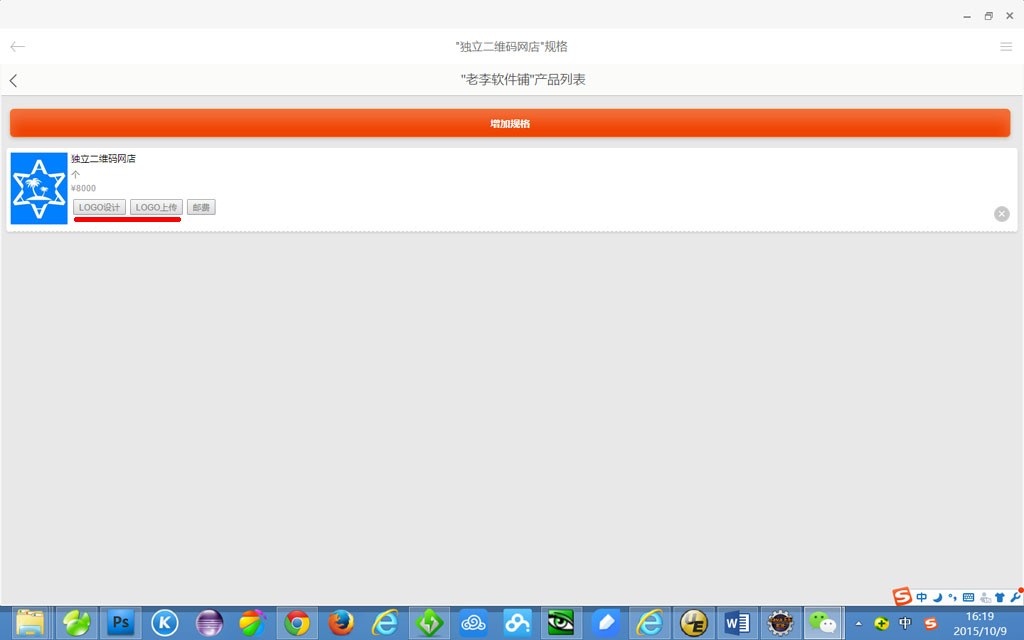 "独立二维码网店"规格
"老李软件铺"产品列表
增加规格
独立二维码网店
个
¥8000
LOGO设计 LOGO上传 邮费
中
Ps K UE W 中
16:19
2015/10/9